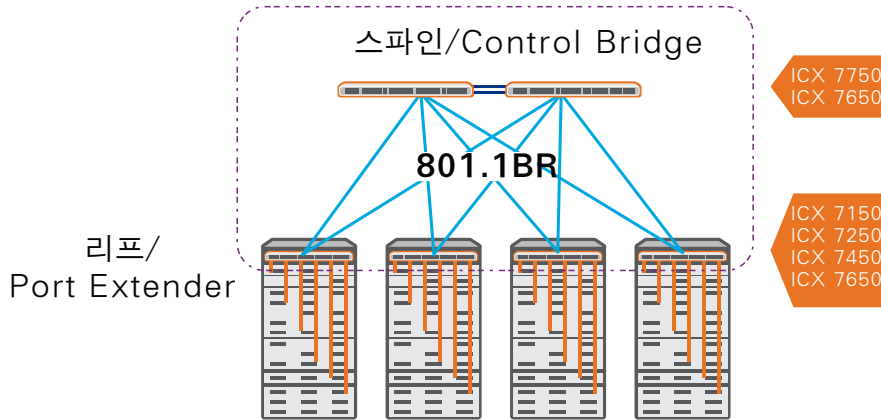 스파인/Control Bridge
ICX 7750
ICX 7650
801.1BR
ICX 7150
ICX 7250
ICX 7450
ICX 7650
리프/
Port Extender